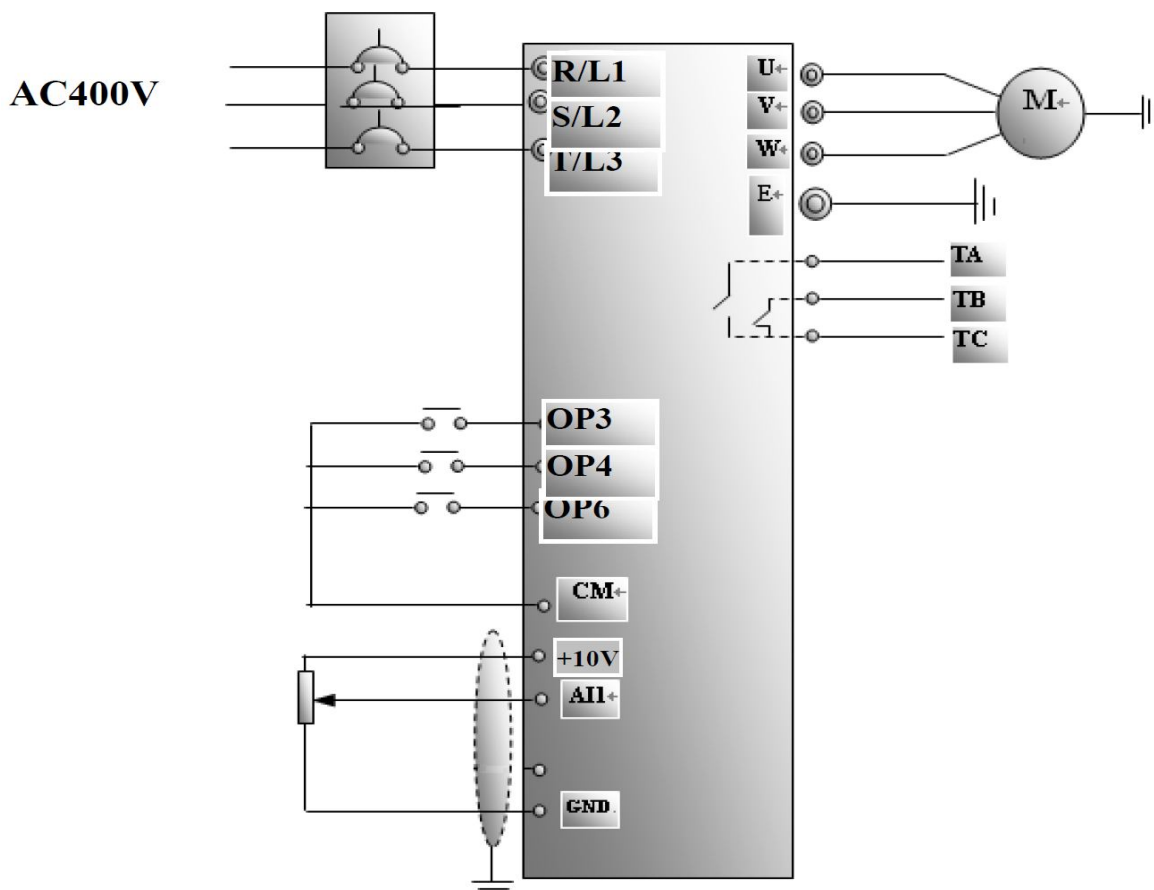 AC400V
R/L1
S/L2
T/L3
U
V
W
E
M
TA
TB
TC
OP3
OP4
OP6
CM
+10V
AI1
GND